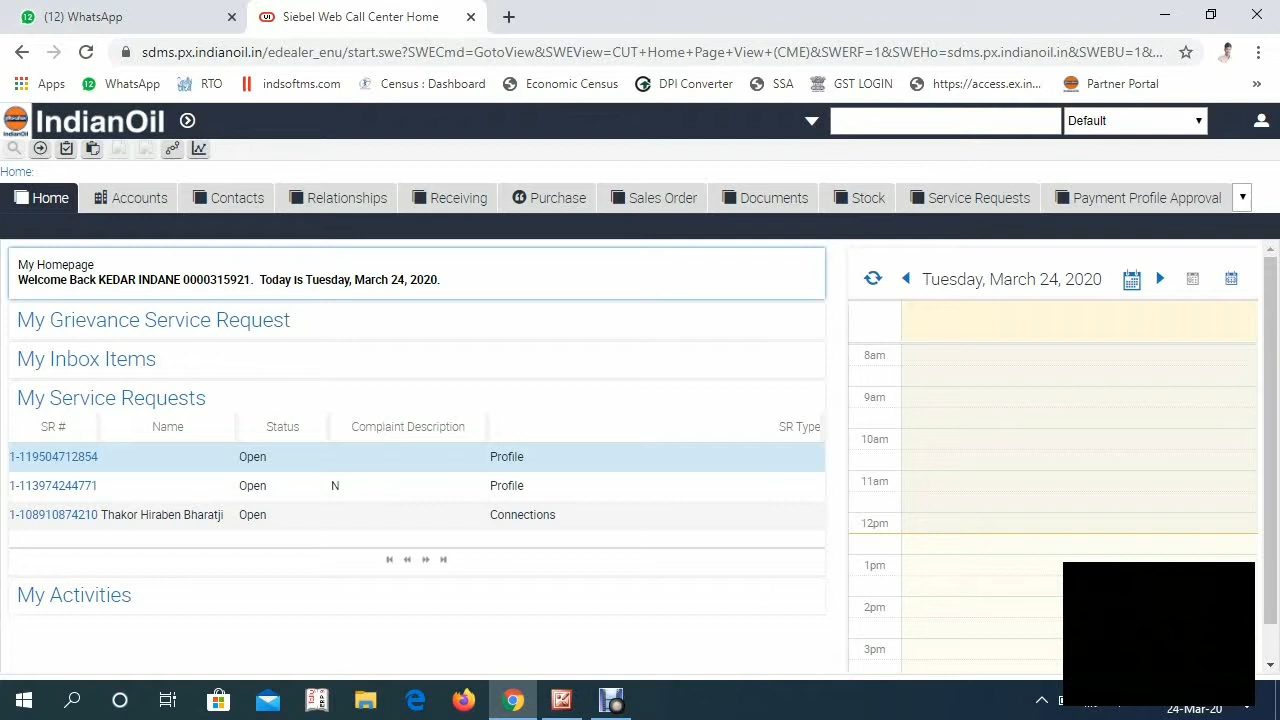 (12) WhatsApp
Siebel Web Call Center Home
sdms.px.indianoil.in/edealer_enu/start.swe?SWECmd=GotoView&SWEView=CUT+Home+Page+View+(CME)&SWERF=1&SWEHo=sdms.px.indianoil.in&SWEBU=1&...
Apps WhatsApp RTO indsoftms.com Census : Dashboard Economic Census DPI Converter SSA GST LOGIN https://access.ex.in... Partner Portal »
IndianOil Default
Home:
Home Accounts Contacts Relationships Receiving Purchase Sales Order Documents Stock Service Requests Payment Profile Approval
My Homepage
Welcome Back KEDAR INDANE 0000315921. Today is Tuesday, March 24, 2020.
My Grievance Service Request
My Inbox Items
My Service Requests
SR # Name Status Complaint Description SR Type
1-119504712854 Open Profile
1-113974244771 Open N Profile
1-108910874210 Thakor Hiraben Bharatji Open Connections
My Activities
Tuesday, March 24, 2020
8am
9am
10am
11am
12pm
1pm
2pm
3pm
24-Mar-20